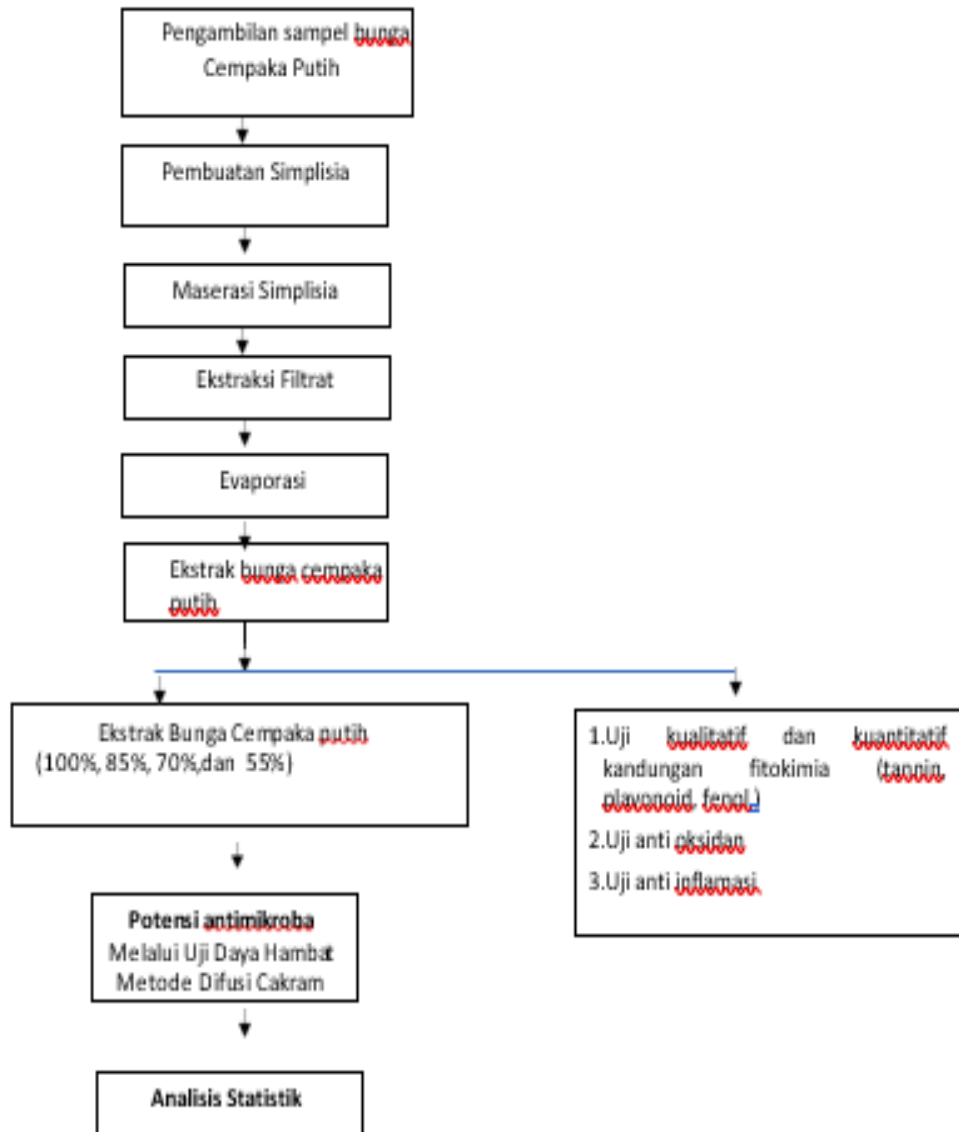 Pengambilan sampel bunga
Cempaka Putih
Pembuatan Simplisia
Maserasi Simplisia
Ekstraksi Filtrat
Evaporasi
Ekstrak bunga cempaka
putih
Ekstrak Bunga Cempaka putih
(100%, 85%, 70%,dan 55%)
Potensi antimikroba
Melalui Uji Daya Hambat
Metode Difusi Cakram
Analisis Statistik
1.Uji kualitatif dan kuantitatif
kandungan fitokimia (tannin,
plavonoid, fenol,)
2.Uji anti oksidan
3.Uji anti inflamasi